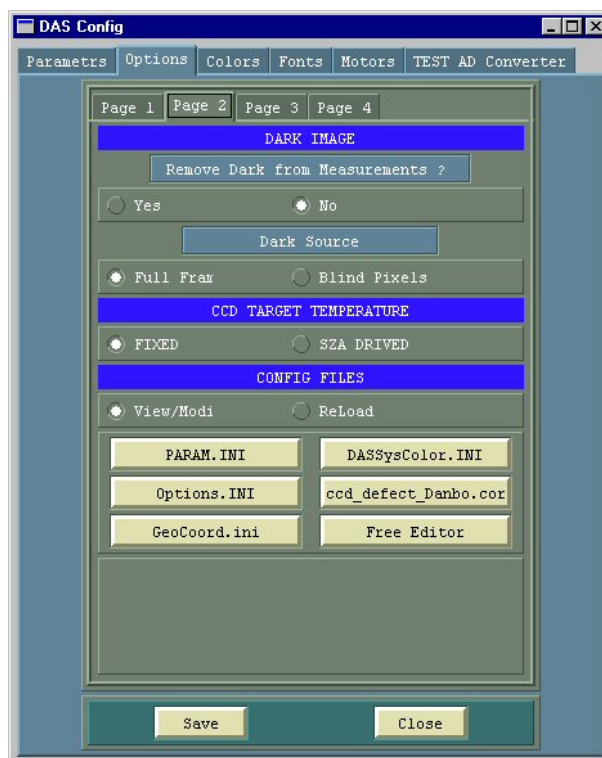 DAS Config
Parametrs Options Colors Fonts Motors TEST AD Converter
Page 1 Page 2 Page 3 Page 4
DARK IMAGE
Remove Dark from Measurements ?
Yes No
Dark Source
Full Fram Blind Pixels
CCD TARGET TEMPERATURE
FIXED SZA DRIVED
CONFIG FILES
View/Modi ReLoad
PARAM.INI DASSysColor.INI
Options.INI ccd_defect_Danbo.cor
GeoCoord.ini Free Editor
Save Close